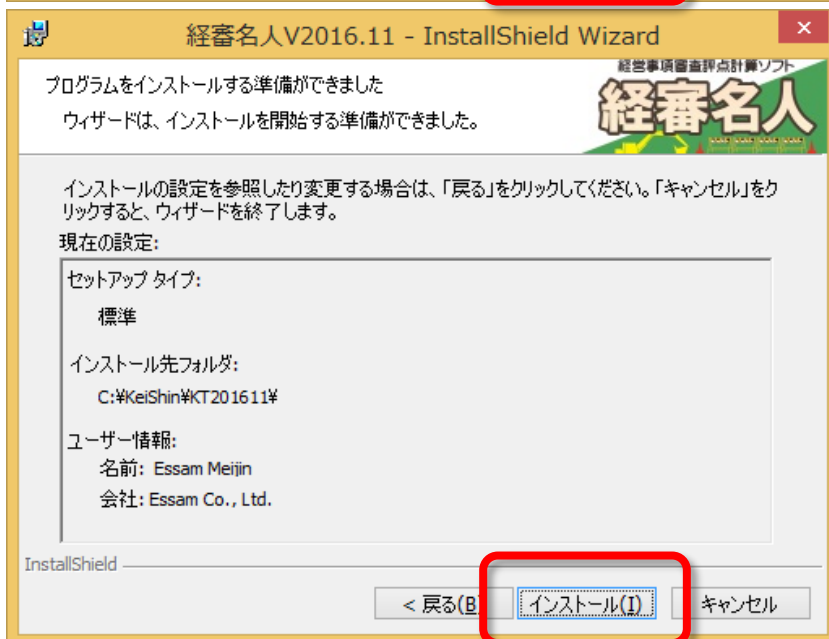 経審名人V2016.11 - InstallShield Wizard
×
プログラムをインストールする準備ができました
ウィザードは、インストールを開始する準備ができました。
経営事項審査評点計算ソフト
経審名人
インストールの設定を参照したり変更する場合は、「戻る」をクリックしてください。「キャンセル」をク
リックすると、ウィザードを終了します。
現在の設定:
セットアップ タイプ:
標準
インストール先フォルダ:
C:¥KeiShin¥KT201611¥
ユーザー情報:
名前: Essam Meijin
会社: Essam Co., Ltd.
InstallShield
< 戻る(B
インストール(I)
キャンセル